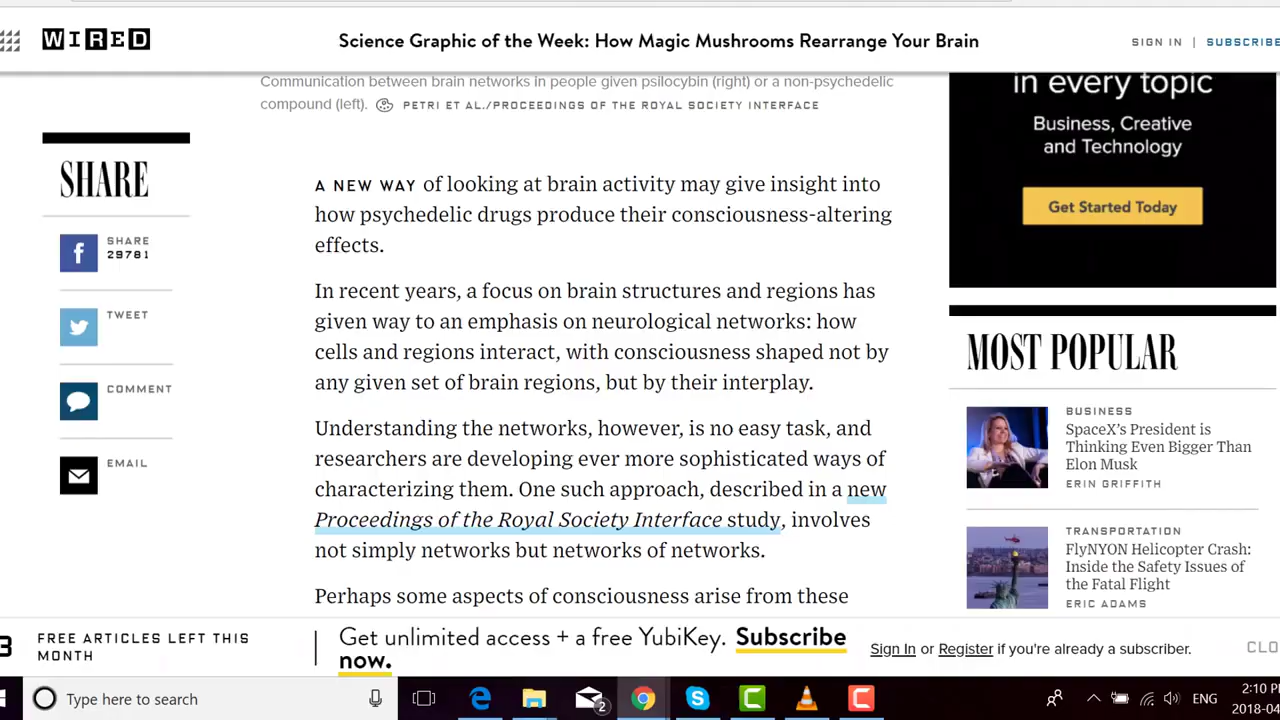 WIRED
Science Graphic of the Week: How Magic Mushrooms Rearrange Your Brain
SIGN IN | SUBSCRIBE
Communication between brain networks in people given psilocybin (right) or a non-psychedelic
compound (left). PETRI ET AL./PROCEEDINGS OF THE ROYAL SOCIETY INTERFACE
SHARE
SHARE
29781
TWEET
COMMENT
EMAIL
A NEW WAY of looking at brain activity may give insight into
how psychedelic drugs produce their consciousness-altering
effects.
In recent years, a focus on brain structures and regions has
given way to an emphasis on neurological networks: how
cells and regions interact, with consciousness shaped not by
any given set of brain regions, but by their interplay.
Understanding the networks, however, is no easy task, and
researchers are developing ever more sophisticated ways of
characterizing them. One such approach, described in a new
Proceedings of the Royal Society Interface study, involves
not simply networks but networks of networks.
Perhaps some aspects of consciousness arise from these
in every topic
Business, Creative
and Technology
Get Started Today
MOST POPULAR
BUSINESS
SpaceX's President is
Thinking Even Bigger Than
Elon Musk
ERIN GRIFFITH
TRANSPORTATION
FlyNYON Helicopter Crash:
Inside the Safety Issues of
the Fatal Flight
ERIC ADAMS
3 FREE ARTICLES LEFT THIS
MONTH
Get unlimited access + a free YubiKey. Subscribe
now.
Sign In or Register if you're already a subscriber.
CLO
Type here to search
2
ENG
2:10 P
2018-04